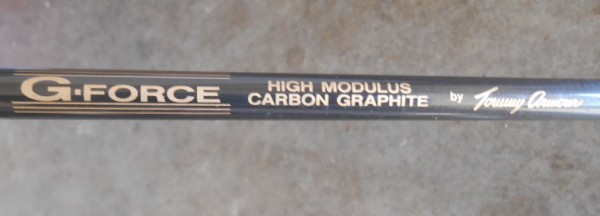 G·FORCE
HIGH MODULUS
CARBON GRAPHITE
by Tommy Armour